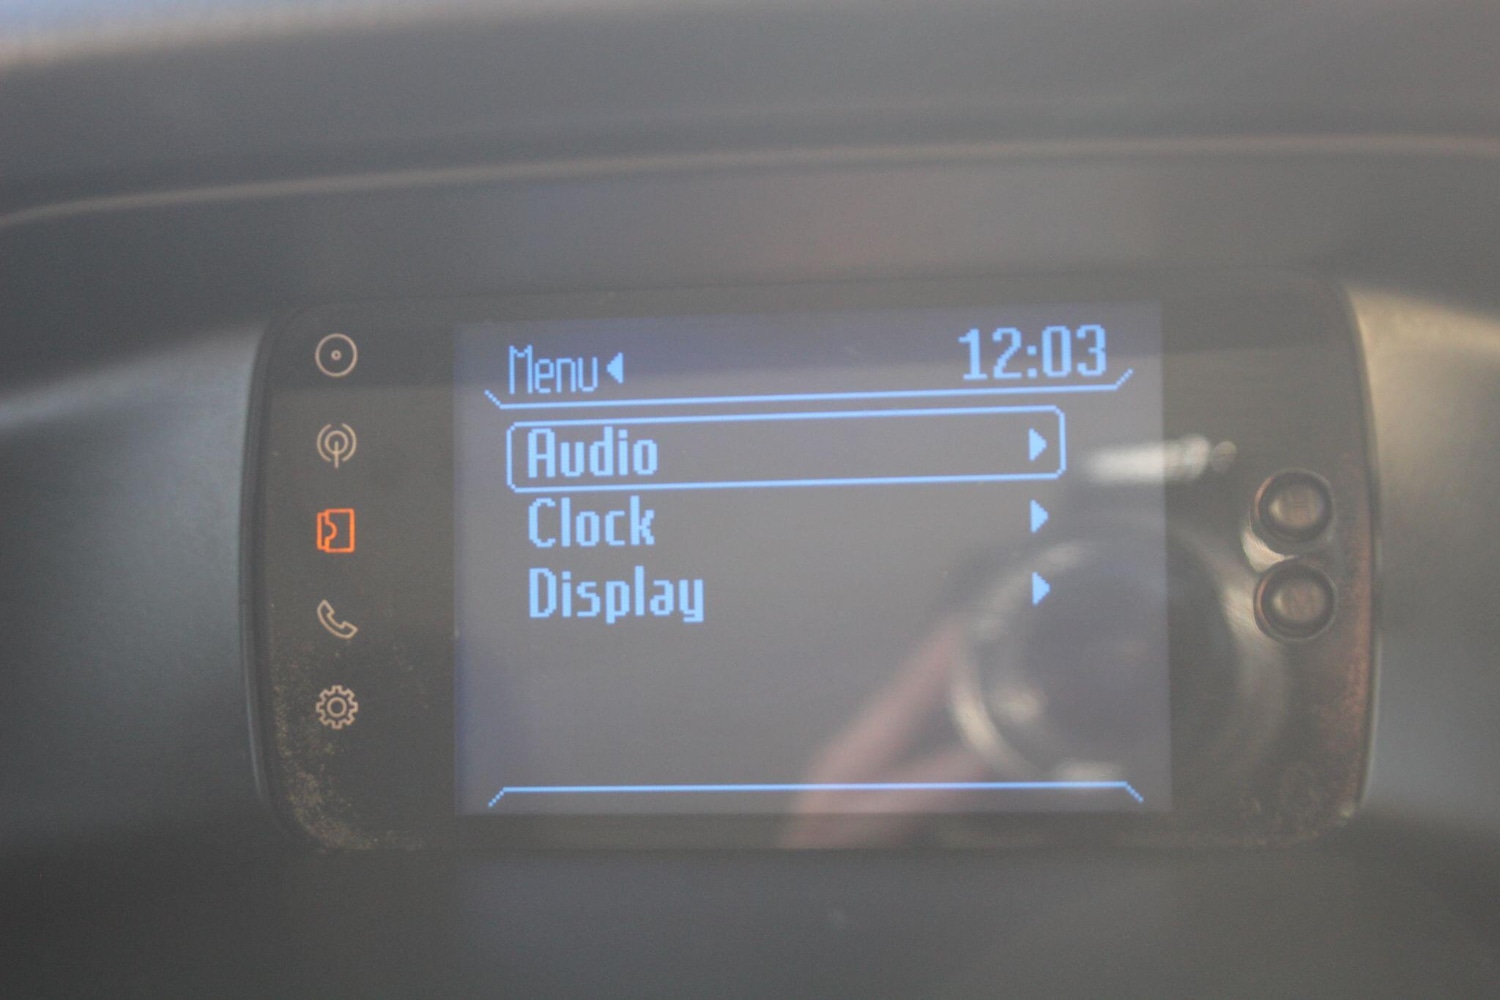 Menu 12:03
Audio
Clock
Display